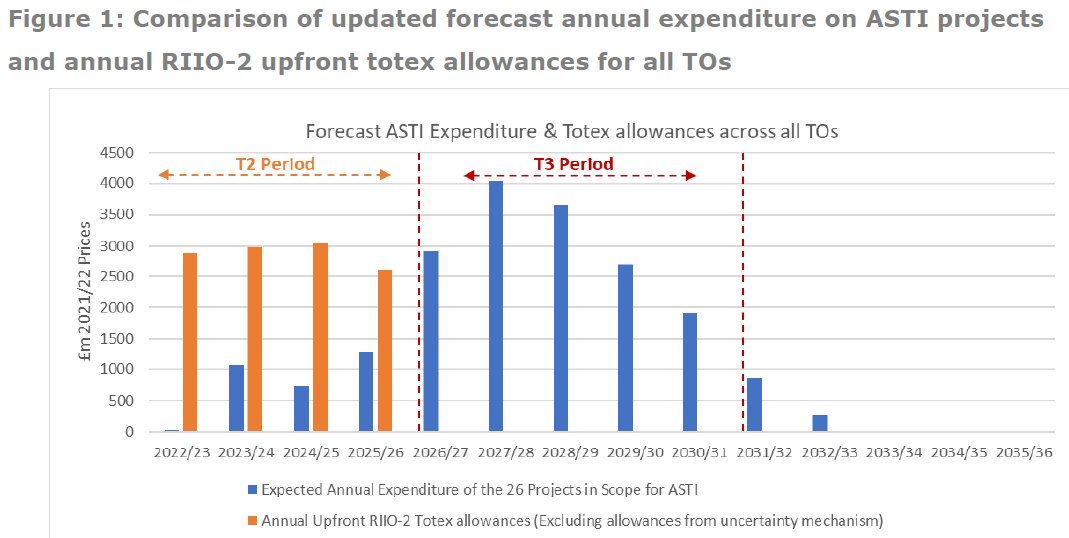 Figure 1: Comparison of updated forecast annual expenditure on ASTI projects
and annual RIIO-2 upfront totex allowances for all TOs
Forecast ASTI Expenditure & Totex allowances across all TOs
T2 Period
T3 Period
£m 2021/22 Prices
4500
4000
3500
3000
2500
2000
1500
1000
500
0
2022/23 2023/24 2024/25 2025/26 2026/27 2027/28 2028/29 2029/30 2030/31 2031/32 2032/33 2033/34 2034/35 2035/36
Expected Annual Expenditure of the 26 Projects in Scope for ASTI
Annual Upfront RIIO-2 Totex allowances (Excluding allowances from uncertainty mechanism)